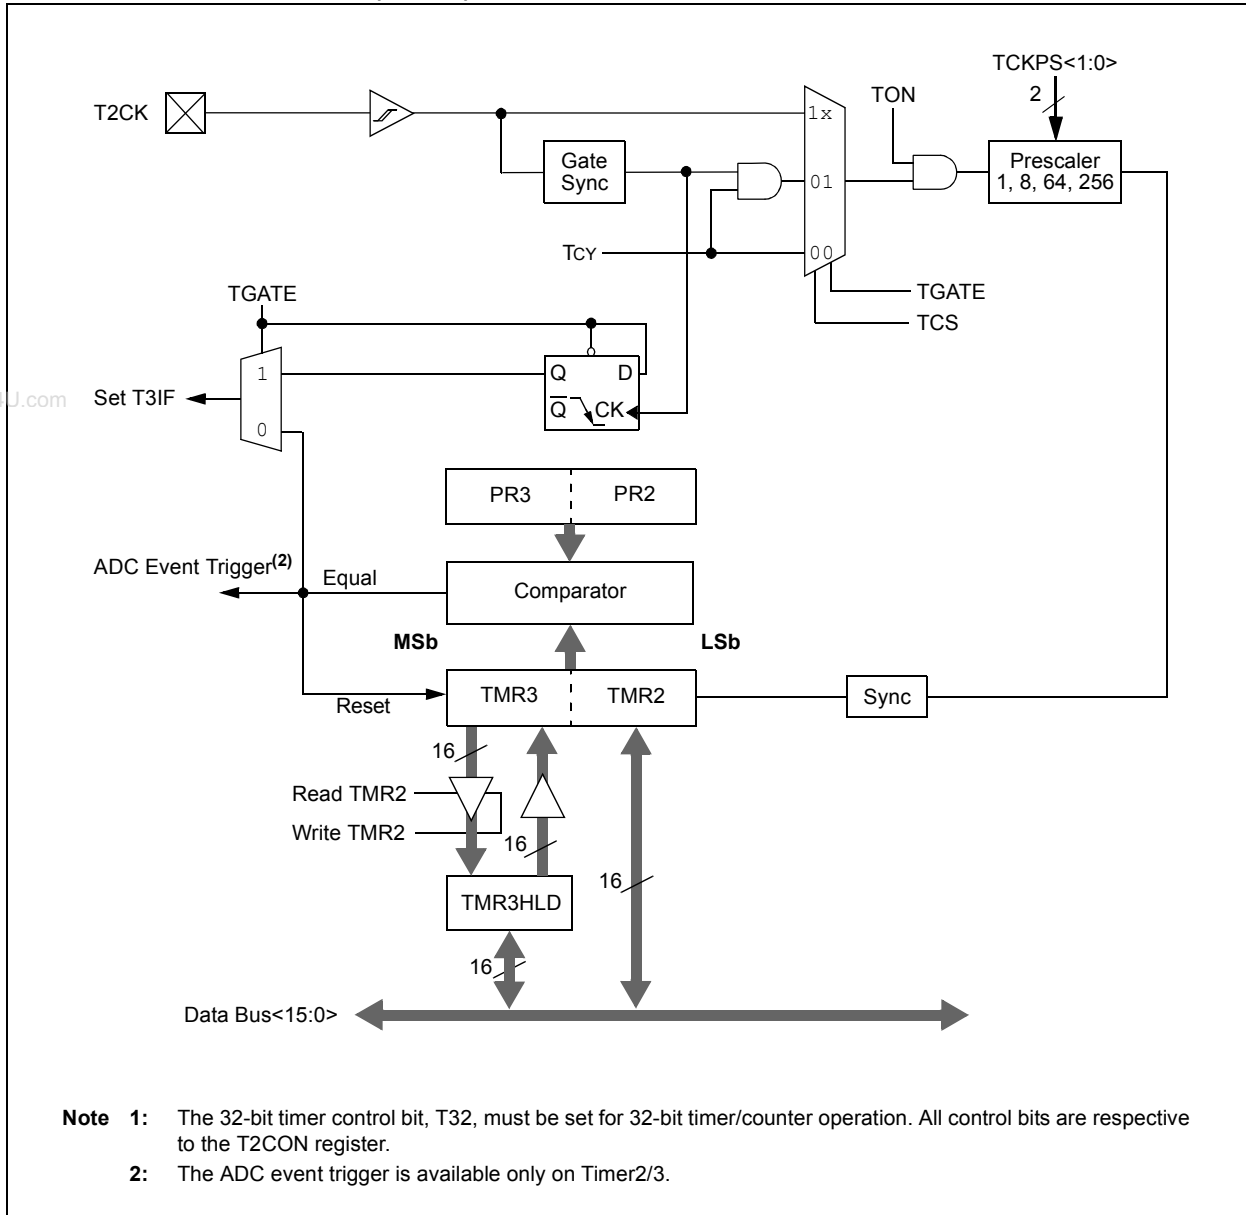 TCKPS<1:0>
2
TON
T2CK
1x
Gate
Sync
Prescaler
1, 8, 64, 256
01
TCY
00
TGATE
TCS
TGATE
1
Q D
Set T3IF
4U.com
Q CK
0
PR3 PR2
ADC Event Trigger(2)
Equal
Comparator
MSb LSb
TMR3 TMR2
Sync
Reset
16
Read TMR2
Write TMR2
16
16
TMR3HLD
16
Data Bus<15:0>
Note 1: The 32-bit timer control bit, T32, must be set for 32-bit timer/counter operation. All control bits are respective
to the T2CON register.
2: The ADC event trigger is available only on Timer2/3.